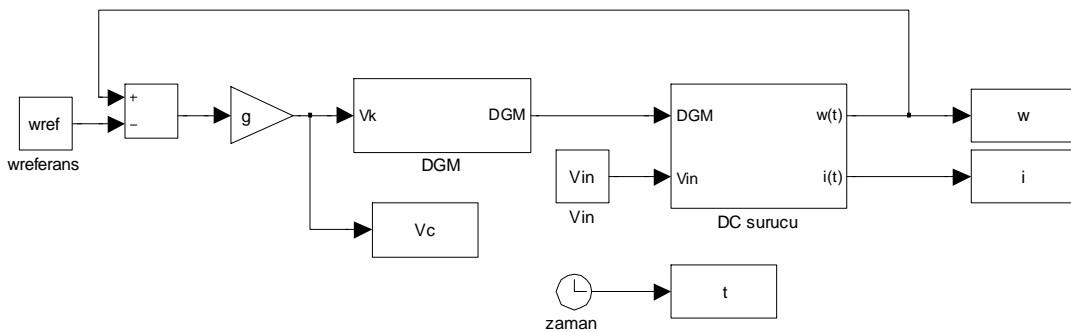 +
−
wref
wreferans
g
Vk
DGM
DGM
Vc
DGM
w(t)
Vin
i(t)
DC surucu
Vin
Vin
w
i
t
zaman